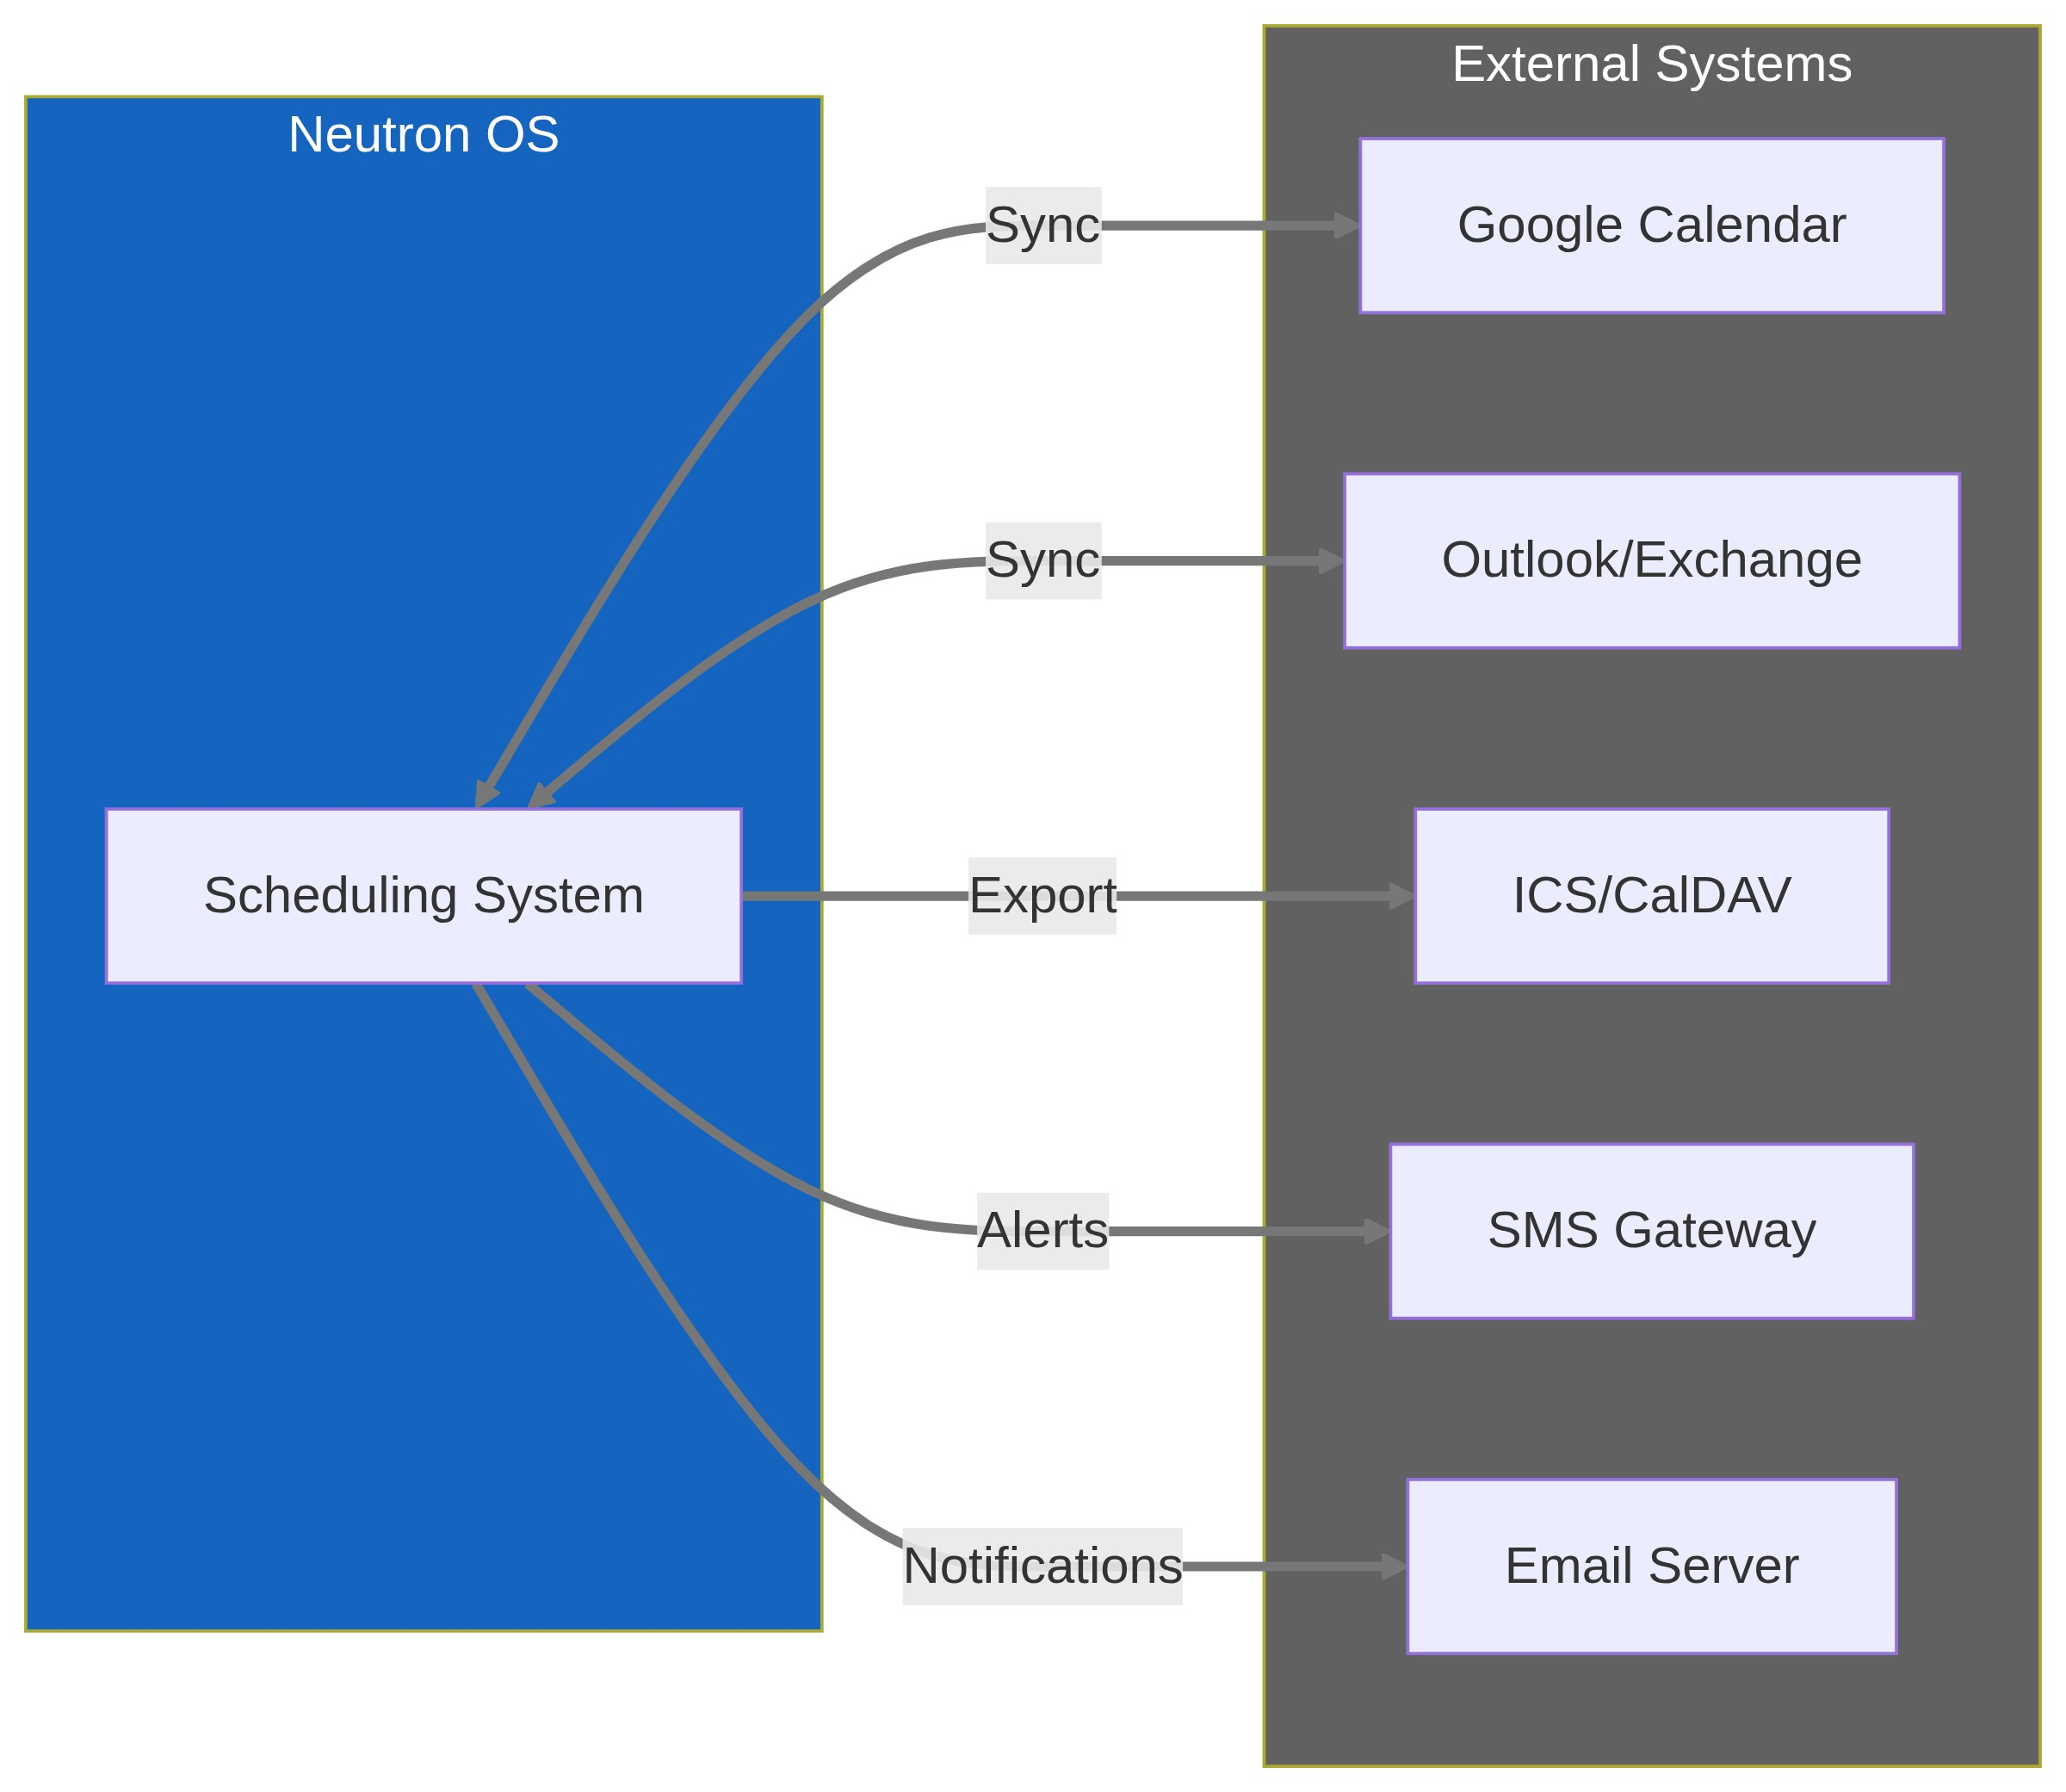 Neutron OS
Scheduling System
Sync
Sync
Export
Alerts
Notifications
External Systems
Google Calendar
Outlook/Exchange
ICS/CalDAV
SMS Gateway
Email Server